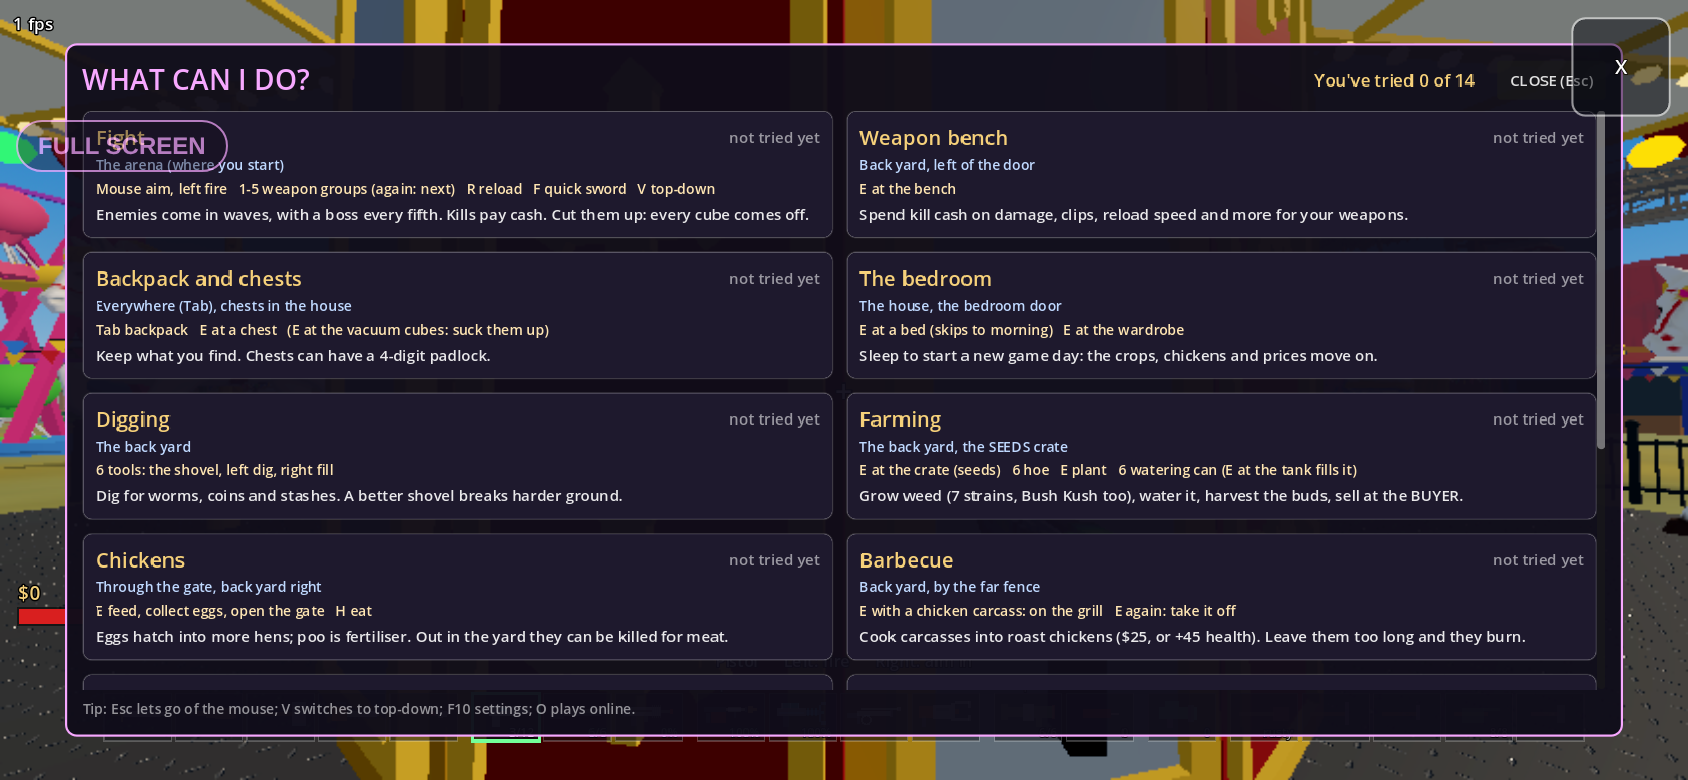 1 fps
WHAT CAN I DO?
You've tried 0 of 14
CLOSE (Esc)
X
FULL SCREEN
Fight
not tried yet
The arena (where you start)
Mouse aim, left fire 1-5 weapon groups (again: next) R reload F quick sword V top-down
Enemies come in waves, with a boss every fifth. Kills pay cash. Cut them up: every cube comes off.
Weapon bench
not tried yet
Back yard, left of the door
E at the bench
Spend kill cash on damage, clips, reload speed and more for your weapons.
Backpack and chests
not tried yet
Everywhere (Tab), chests in the house
Tab backpack E at a chest (E at the vacuum cubes: suck them up)
Keep what you find. Chests can have a 4-digit padlock.
The bedroom
not tried yet
The house, the bedroom door
E at a bed (skips to morning) E at the wardrobe
Sleep to start a new game day: the crops, chickens and prices move on.
Digging
not tried yet
The back yard
6 tools: the shovel, left dig, right fill
Dig for worms, coins and stashes. A better shovel breaks harder ground.
Farming
not tried yet
The back yard, the SEEDS crate
E at the crate (seeds) 6 hoe E plant 6 watering can (E at the tank fills it)
Grow weed (7 strains, Bush Kush too), water it, harvest the buds, sell at the BUYER.
$0
Chickens
not tried yet
Through the gate, back yard right
E feed, collect eggs, open the gate H eat
Eggs hatch into more hens; poo is fertiliser. Out in the yard they can be killed for meat.
Barbecue
not tried yet
Back yard, by the far fence
E with a chicken carcass: on the grill E again: take it off
Cook carcasses into roast chickens ($25, or +45 health). Leave them too long and they burn.
Tip: Esc lets go of the mouse; V switches to top-down; F10 settings; O plays online.